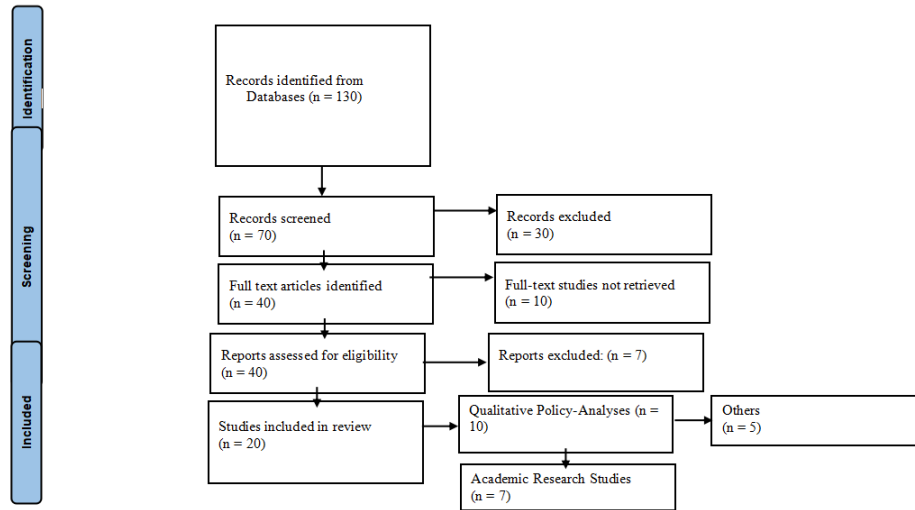 Identification
Records identified from
Databases (n = 130)
Screening
Records screened
(n = 70)
Records excluded
(n = 30)
Full text articles identified
(n = 40)
Full-text studies not retrieved
(n = 10)
Reports assessed for eligibility
(n = 40)
Reports excluded: (n = 7)
Included
Studies included in review
(n = 20)
Qualitative Policy-Analyses (n =
10)
Others
(n = 5)
Academic Research Studies
(n = 7)